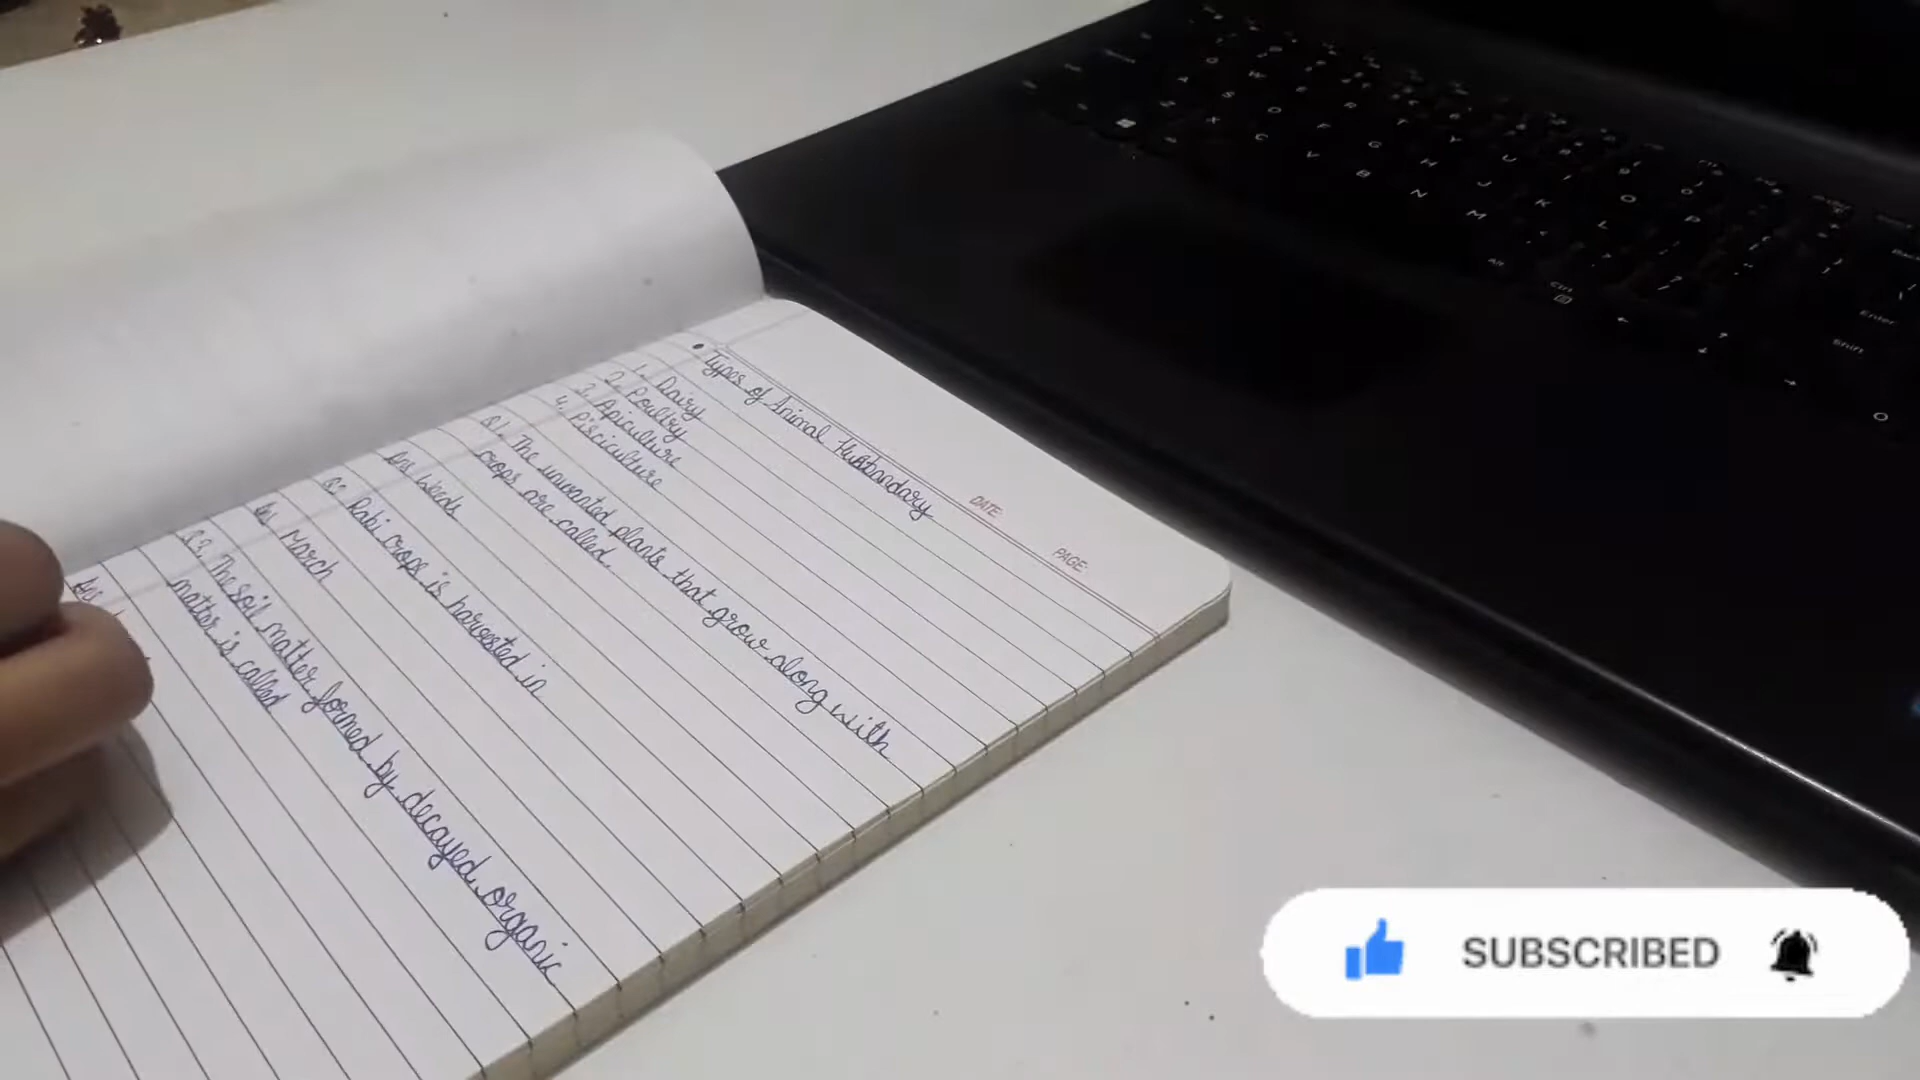 DATE:
PAGE:
• Types of Animal Husbandary
1. Dairy
2. Poultry
3. Apiculture
4. Pisciculture
Q1. The unwanted plants that grow along with
crops are called.
Ans Weeds
Q2 Rabi crops is harvested in
Ans March
Q3. The soil matter formed by decayed organic
matter is called
Ans
SUBSCRIBED